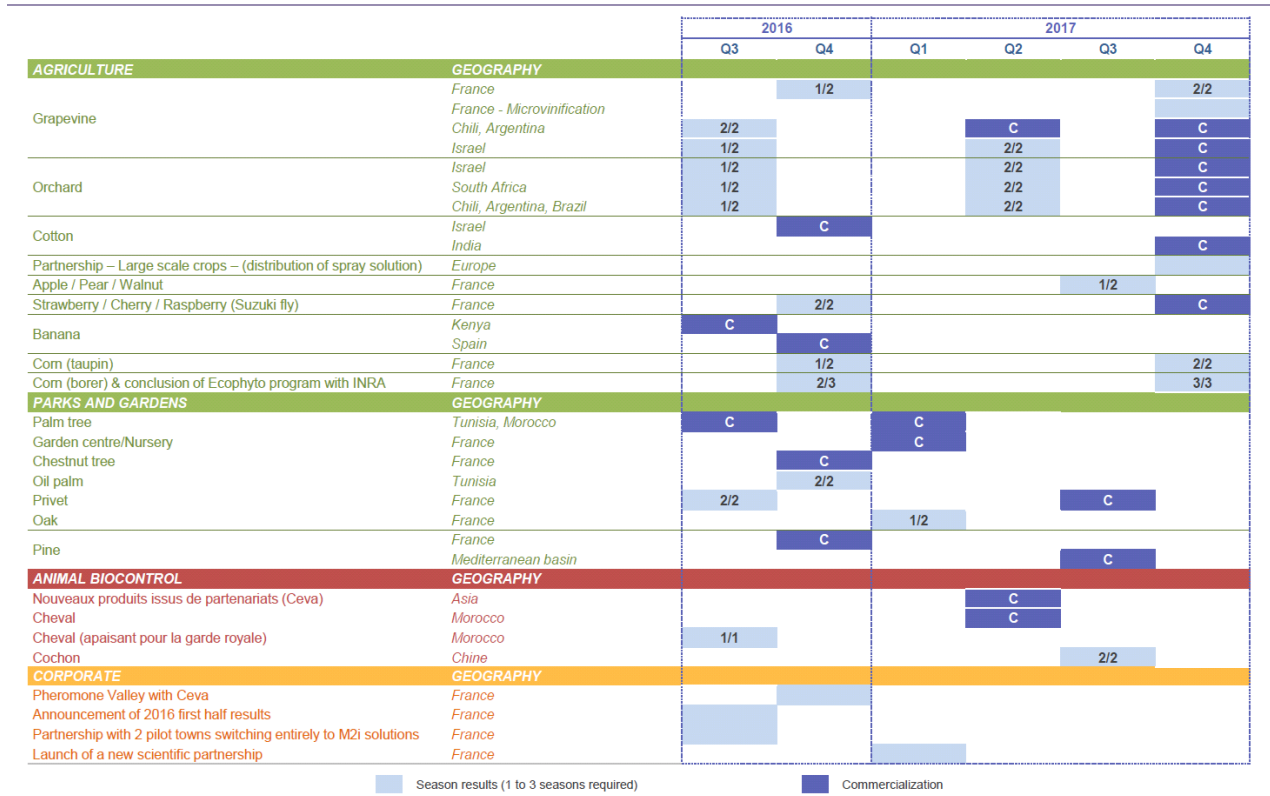 2016 2017
Q3 Q4 Q1 Q2 Q3 Q4
AGRICULTURE GEOGRAPHY
France 1/2 2/2
France - Microvinification
Grapevine
Chili, Argentina 2/2 C C
Israel 1/2 2/2 C
Israel 1/2 2/2 C
Orchard South Africa 1/2 2/2 C
Chili, Argentina, Brazil 1/2 2/2 C
Israel C
Cotton
India C
Partnership – Large scale crops – (distribution of spray solution) Europe
Apple / Pear / Walnut France 1/2
Strawberry / Cherry / Raspberry (Suzuki fly) France 2/2 C
Kenya C
Banana
Spain C
Corn (taupin) France 1/2 2/2
Corn (borer) & conclusion of Ecophyto program with INRA France 2/3 3/3
PARKS AND GARDENS GEOGRAPHY
Palm tree Tunisia, Morocco C C
Garden centre/Nursery France C
Chestnut tree France C
Oil palm Tunisia 2/2
Privet France 2/2 C
Oak France 1/2
France C
Pine
Mediterranean basin C
ANIMAL BIOCONTROL GEOGRAPHY
Nouveaux produits issus de partenariats (Ceva) Asia C
Cheval Morocco C
Cheval (apaisant pour la garde royale) Morocco 1/1
Cochon Chine 2/2
CORPORATE GEOGRAPHY
Pheromone Valley with Ceva France
Announcement of 2016 first half results France
Partnership with 2 pilot towns switching entirely to M2i solutions France
Launch of a new scientific partnership France
Season results (1 to 3 seasons required) Commercialization